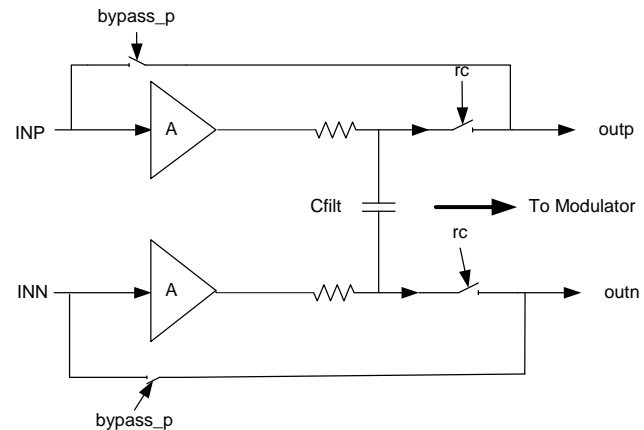 bypass_p
rc
INP
A
outp
Cfilt
To Modulator
rc
INN
A
outn
bypass_p